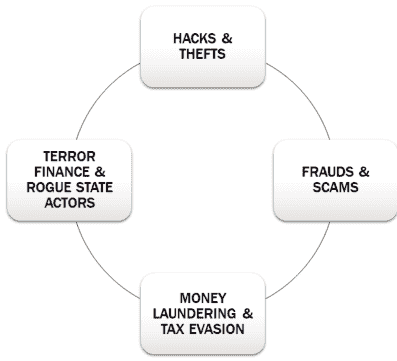 HACKS &
THEFTS
TERROR
FINANCE &
ROGUE STATE
ACTORS
FRAUDS &
SCAMS
MONEY
LAUNDERING &
TAX EVASION